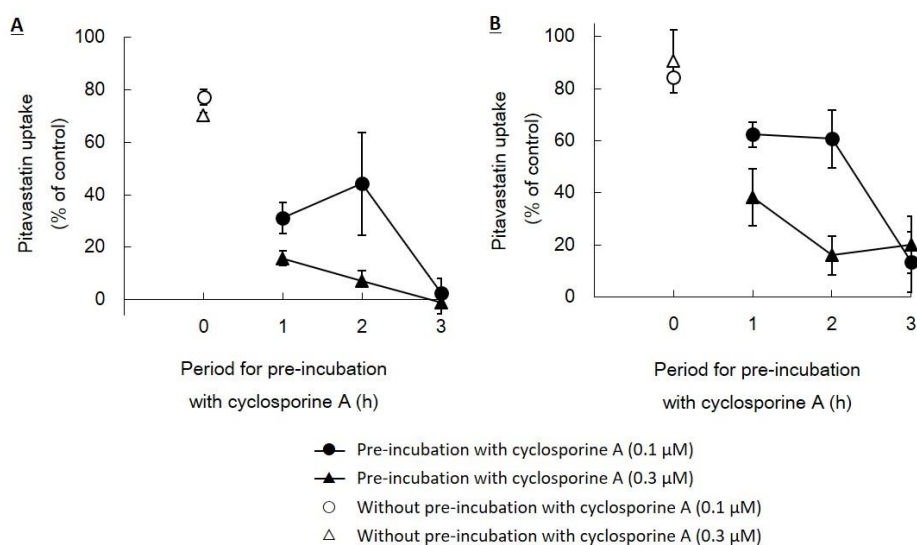 A
100
80
60
40
20
0
Pitavastatin uptake
(% of control)
0 1 2 3
Period for pre-incubation
with cyclosporine A (h)
B
100
80
60
40
20
0
Pitavastatin uptake
(% of control)
0 1 2 3
Period for pre-incubation
with cyclosporine A (h)
Pre-incubation with cyclosporine A (0.1 µM)
Pre-incubation with cyclosporine A (0.3 µM)
Without pre-incubation with cyclosporine A (0.1 µM)
Without pre-incubation with cyclosporine A (0.3 µM)